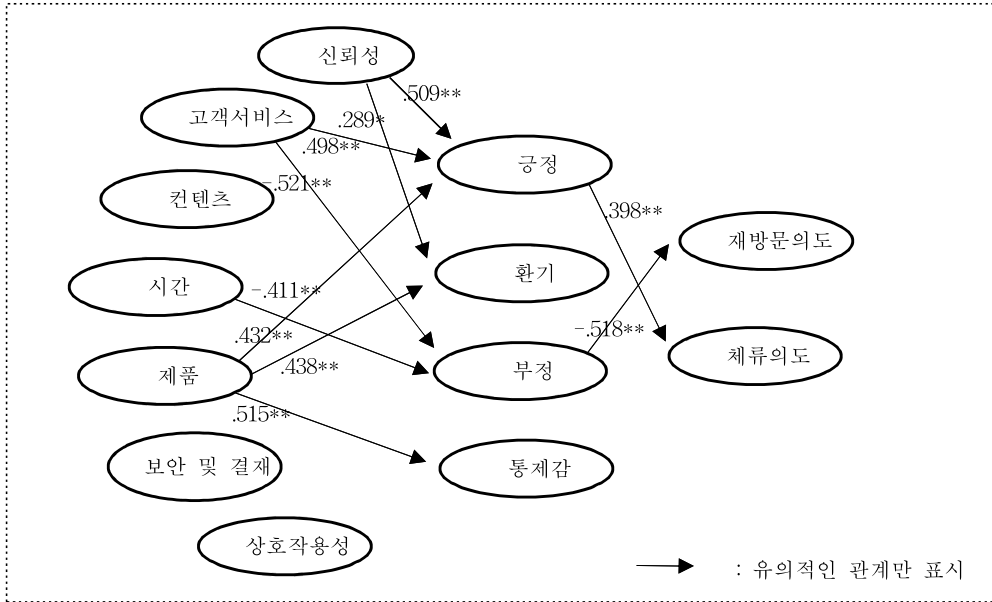 신뢰성
.509**
고객서비스
.289*
.498**
긍정
-.521**
컨텐츠
.398**
재방문의도
환기
시간
-.411**
-.518**
.432**
체류의도
제품
.438**
부정
.515**
보안 및 결재
통제감
상호작용성
: 유의적인 관계만 표시